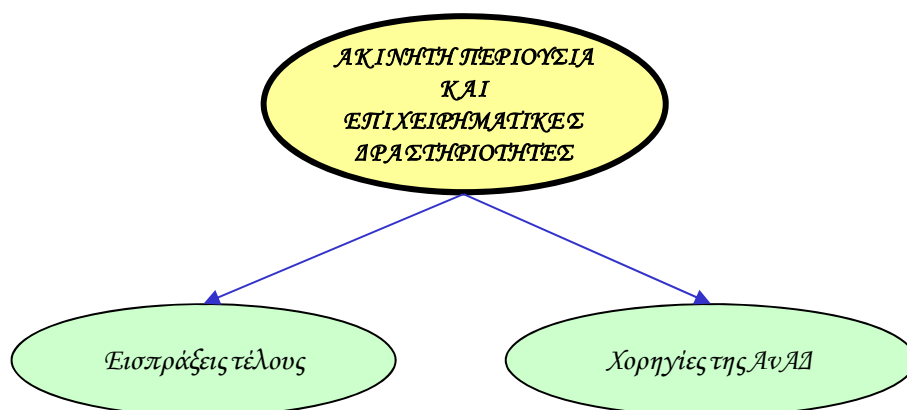 ΑΚΙΝΗΤΗ ΠΕΡΙΟΥΣΙΑ
ΚΑΙ
ΕΠΙΧΕΙΡΗΜΑΤΙΚΕΣ
ΔΡΑΣΤΗΡΙΟΤΗΤΕΣ
Εισπράξεις τέλους
Χορηγίες της ΑνΑΔ